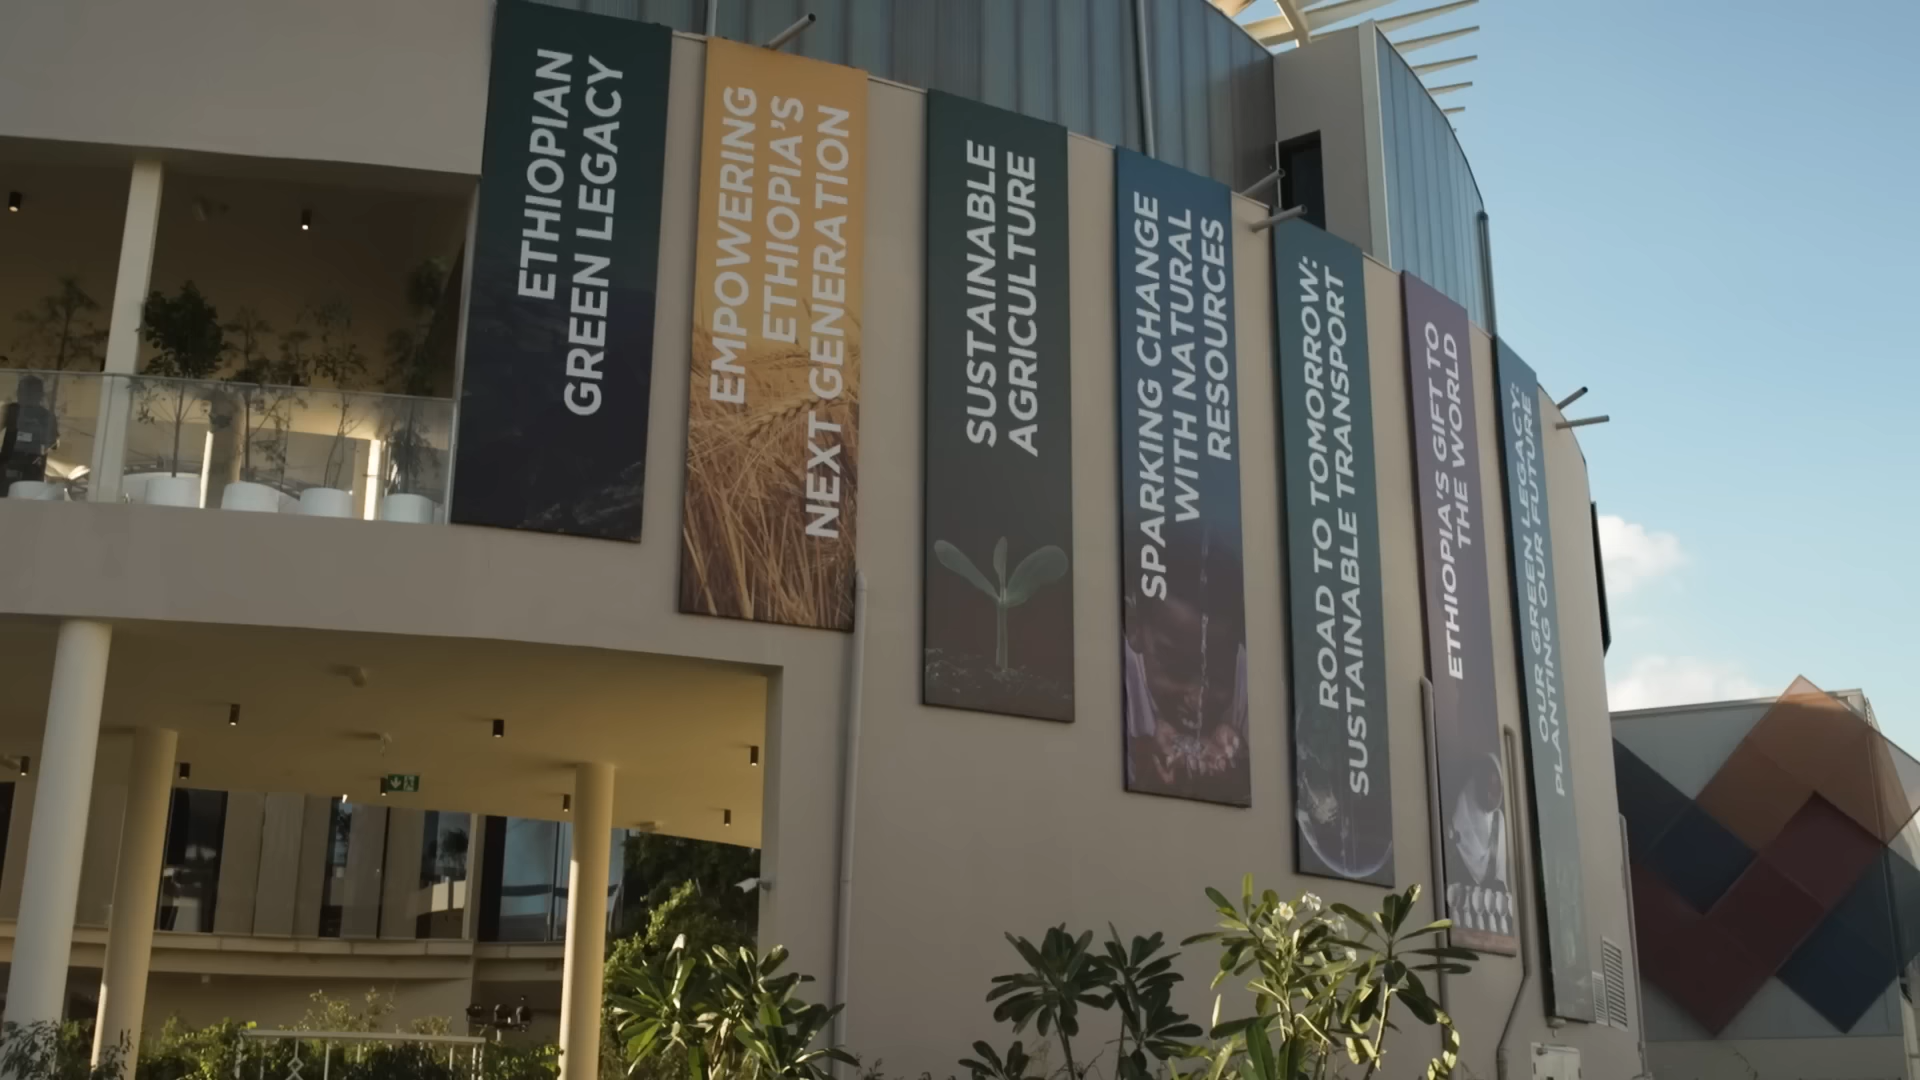 ETHIOPIAN
GREEN LEGACY
EMPOWERING
ETHIOPIA'S
NEXT GENERATION
SUSTAINABLE
AGRICULTURE
SPARKING CHANGE
WITH NATURAL
RESOURCES
ROAD TO TOMORROW:
SUSTAINABLE TRANSPORT
ETHIOPIA'S GIFT TO
THE WORLD
OUR GREEN LEGACY:
PLANTING OUR FUTURE